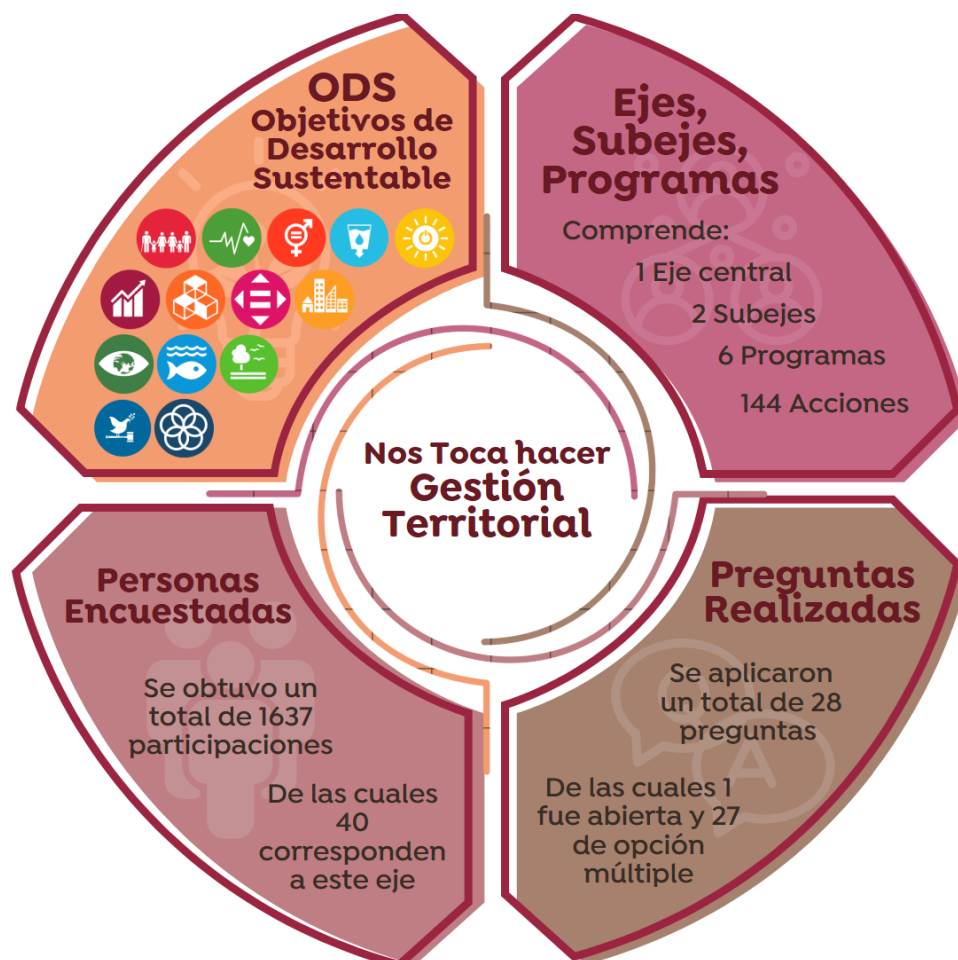 ODS
Objetivos de
Desarrollo
Sustentable
Ejes,
Subejes,
Programas
Comprende:
1 Eje central
2 Subejes
6 Programas
144 Acciones
Nos Toca hacer
Gestión
Territorial
Personas
Encuestadas
Se obtuvo un
total de 1637
participaciones
De las cuales
40
corresponden
a este eje
Preguntas
Realizadas
Se aplicaron
un total de 28
preguntas
De las cuales 1
fue abierta y 27
de opción
múltiple